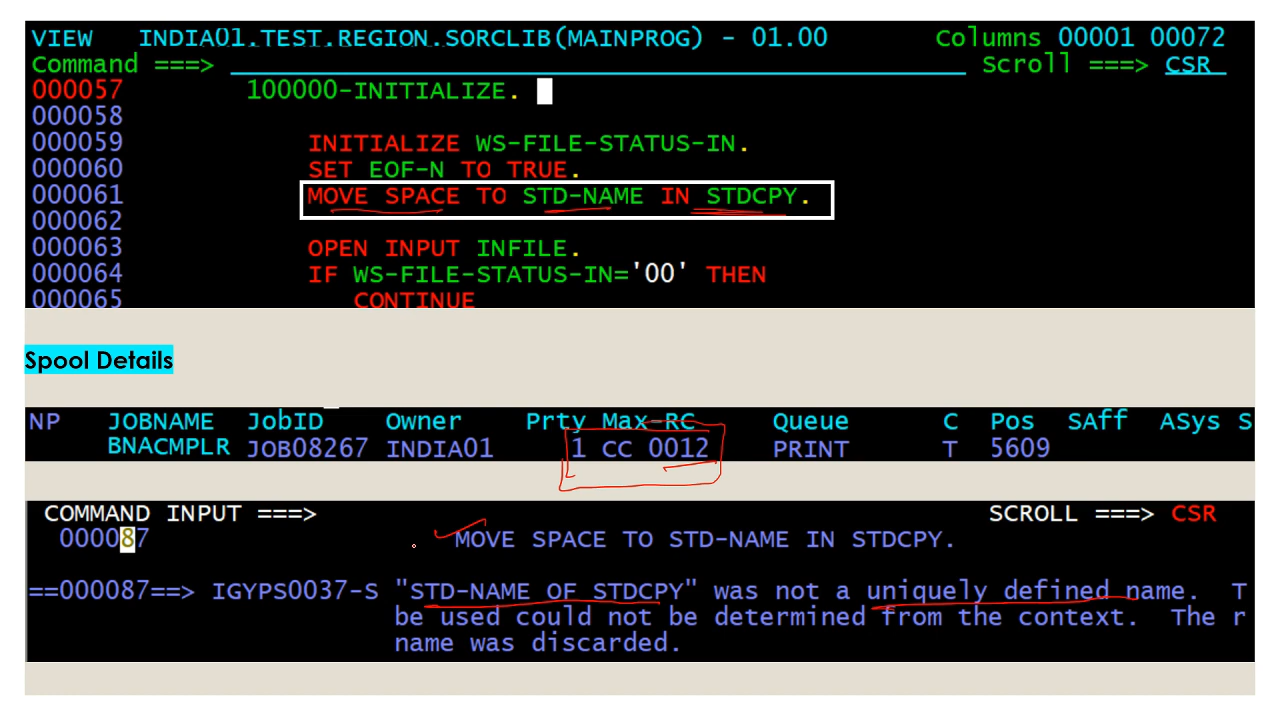 VIEW INDIA01.TEST.REGION.SORCLIB(MAINPROG) - 01.00 Columns 00001 00072
Command ===> Scroll ===> CSR
000057 100000-INITIALIZE.
000058
000059 INITIALIZE WS-FILE-STATUS-IN.
000060 SET EOF-N TO TRUE.
000061 MOVE SPACE TO STD-NAME IN STDCPY.
000062
000063 OPEN INPUT INFILE.
000064 IF WS-FILE-STATUS-IN='00' THEN
000065 CONTINUE
Spool Details
NP JOBNAME JobID Owner Prty Max-RC Queue C Pos SAff ASys S
BNACMPLR JOB08267 INDIA01 1 CC 0012 PRINT T 5609
COMMAND INPUT ===> SCROLL ===> CSR
000087 MOVE SPACE TO STD-NAME IN STDCPY.
==000087==> IGYPS0037-S "STD-NAME OF STDCPY" was not a uniquely defined name. T
be used could not be determined from the context. The r
name was discarded.